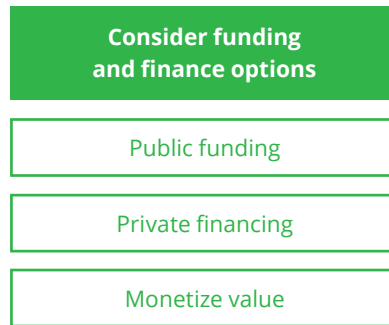 Consider funding
and finance options
Public funding
Private financing
Monetize value